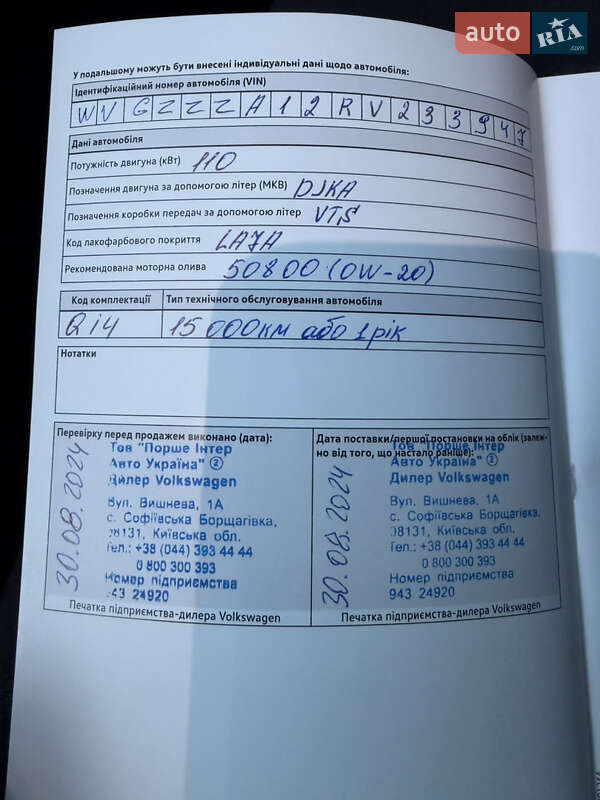 auto RIA .com
У подальшому можуть бути внесені індивідуальні дані щодо автомобіля:
Ідентифікаційний номер автомобіля (VIN)
W V G Z Z Z A 1 2 R V 2 3 3 9 4 7
Дані автомобіля
Потужність двигуна (кВт) 110
Позначення двигуна за допомогою літер (МКВ) DJKA
Позначення коробки передач за допомогою літер VTS
Код лакофарбового покриття LA7A
Рекомендована моторна олива 50800 (0W-20)
Код комплектації Тип технічного обслуговування автомобіля
Qi4 15 000км або 1рік
Нотатки
Перевірку перед продажем виконано (дата):
30.08.2024
Тов "Порше Інтер
Авто Україна" 2
Дилер Volkswagen
Вул. Вишнева, 1А
с. Софіївська Борщагівка,
08131, Київська обл.
Тел.: +38 (044) 393 44 44
0 800 300 393
Номер підприємства
943 24920
Печатка підприємства-дилера Volkswagen
Дата поставки/першої постановки на облік (залеж-
но від того, що настало раніше):
30.08.2024
Тов "Порше Інтер
Авто Україна" 2
Дилер Volkswagen
Вул. Вишнева, 1А
с. Софіївська Борщагівка,
08131, Київська обл.
Тел.: +38 (044) 393 44 44
0 800 300 393
Номер підприємства
943 24920
Печатка підприємства-дилера Volkswagen